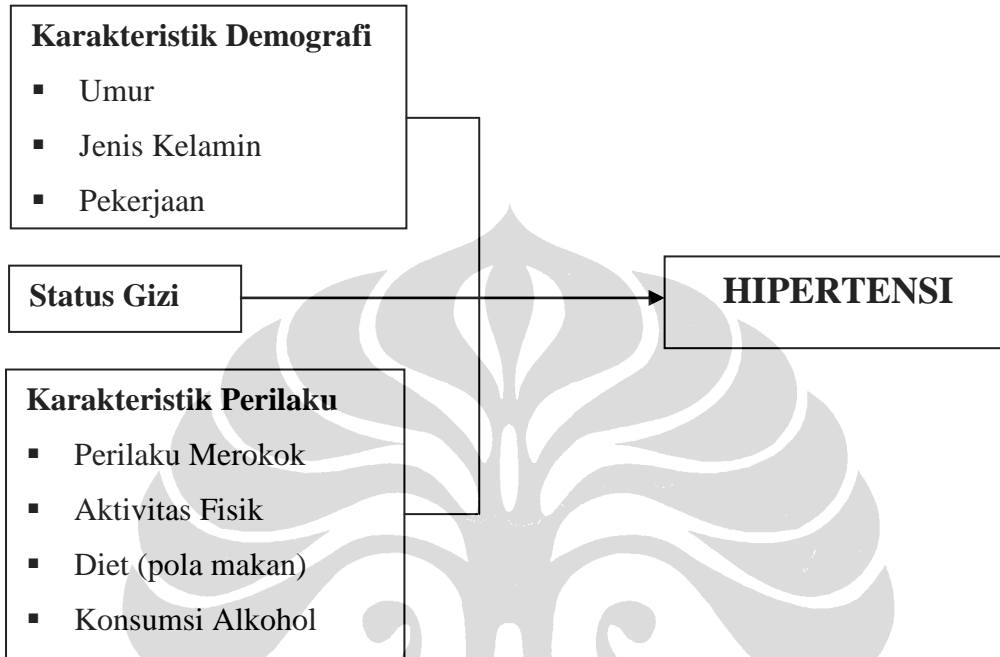 Karakteristik Demografi
▪ Umur
▪ Jenis Kelamin
▪ Pekerjaan
Status Gizi
HIPERTENSI
Karakteristik Perilaku
▪ Perilaku Merokok
▪ Aktivitas Fisik
▪ Diet (pola makan)
▪ Konsumsi Alkohol